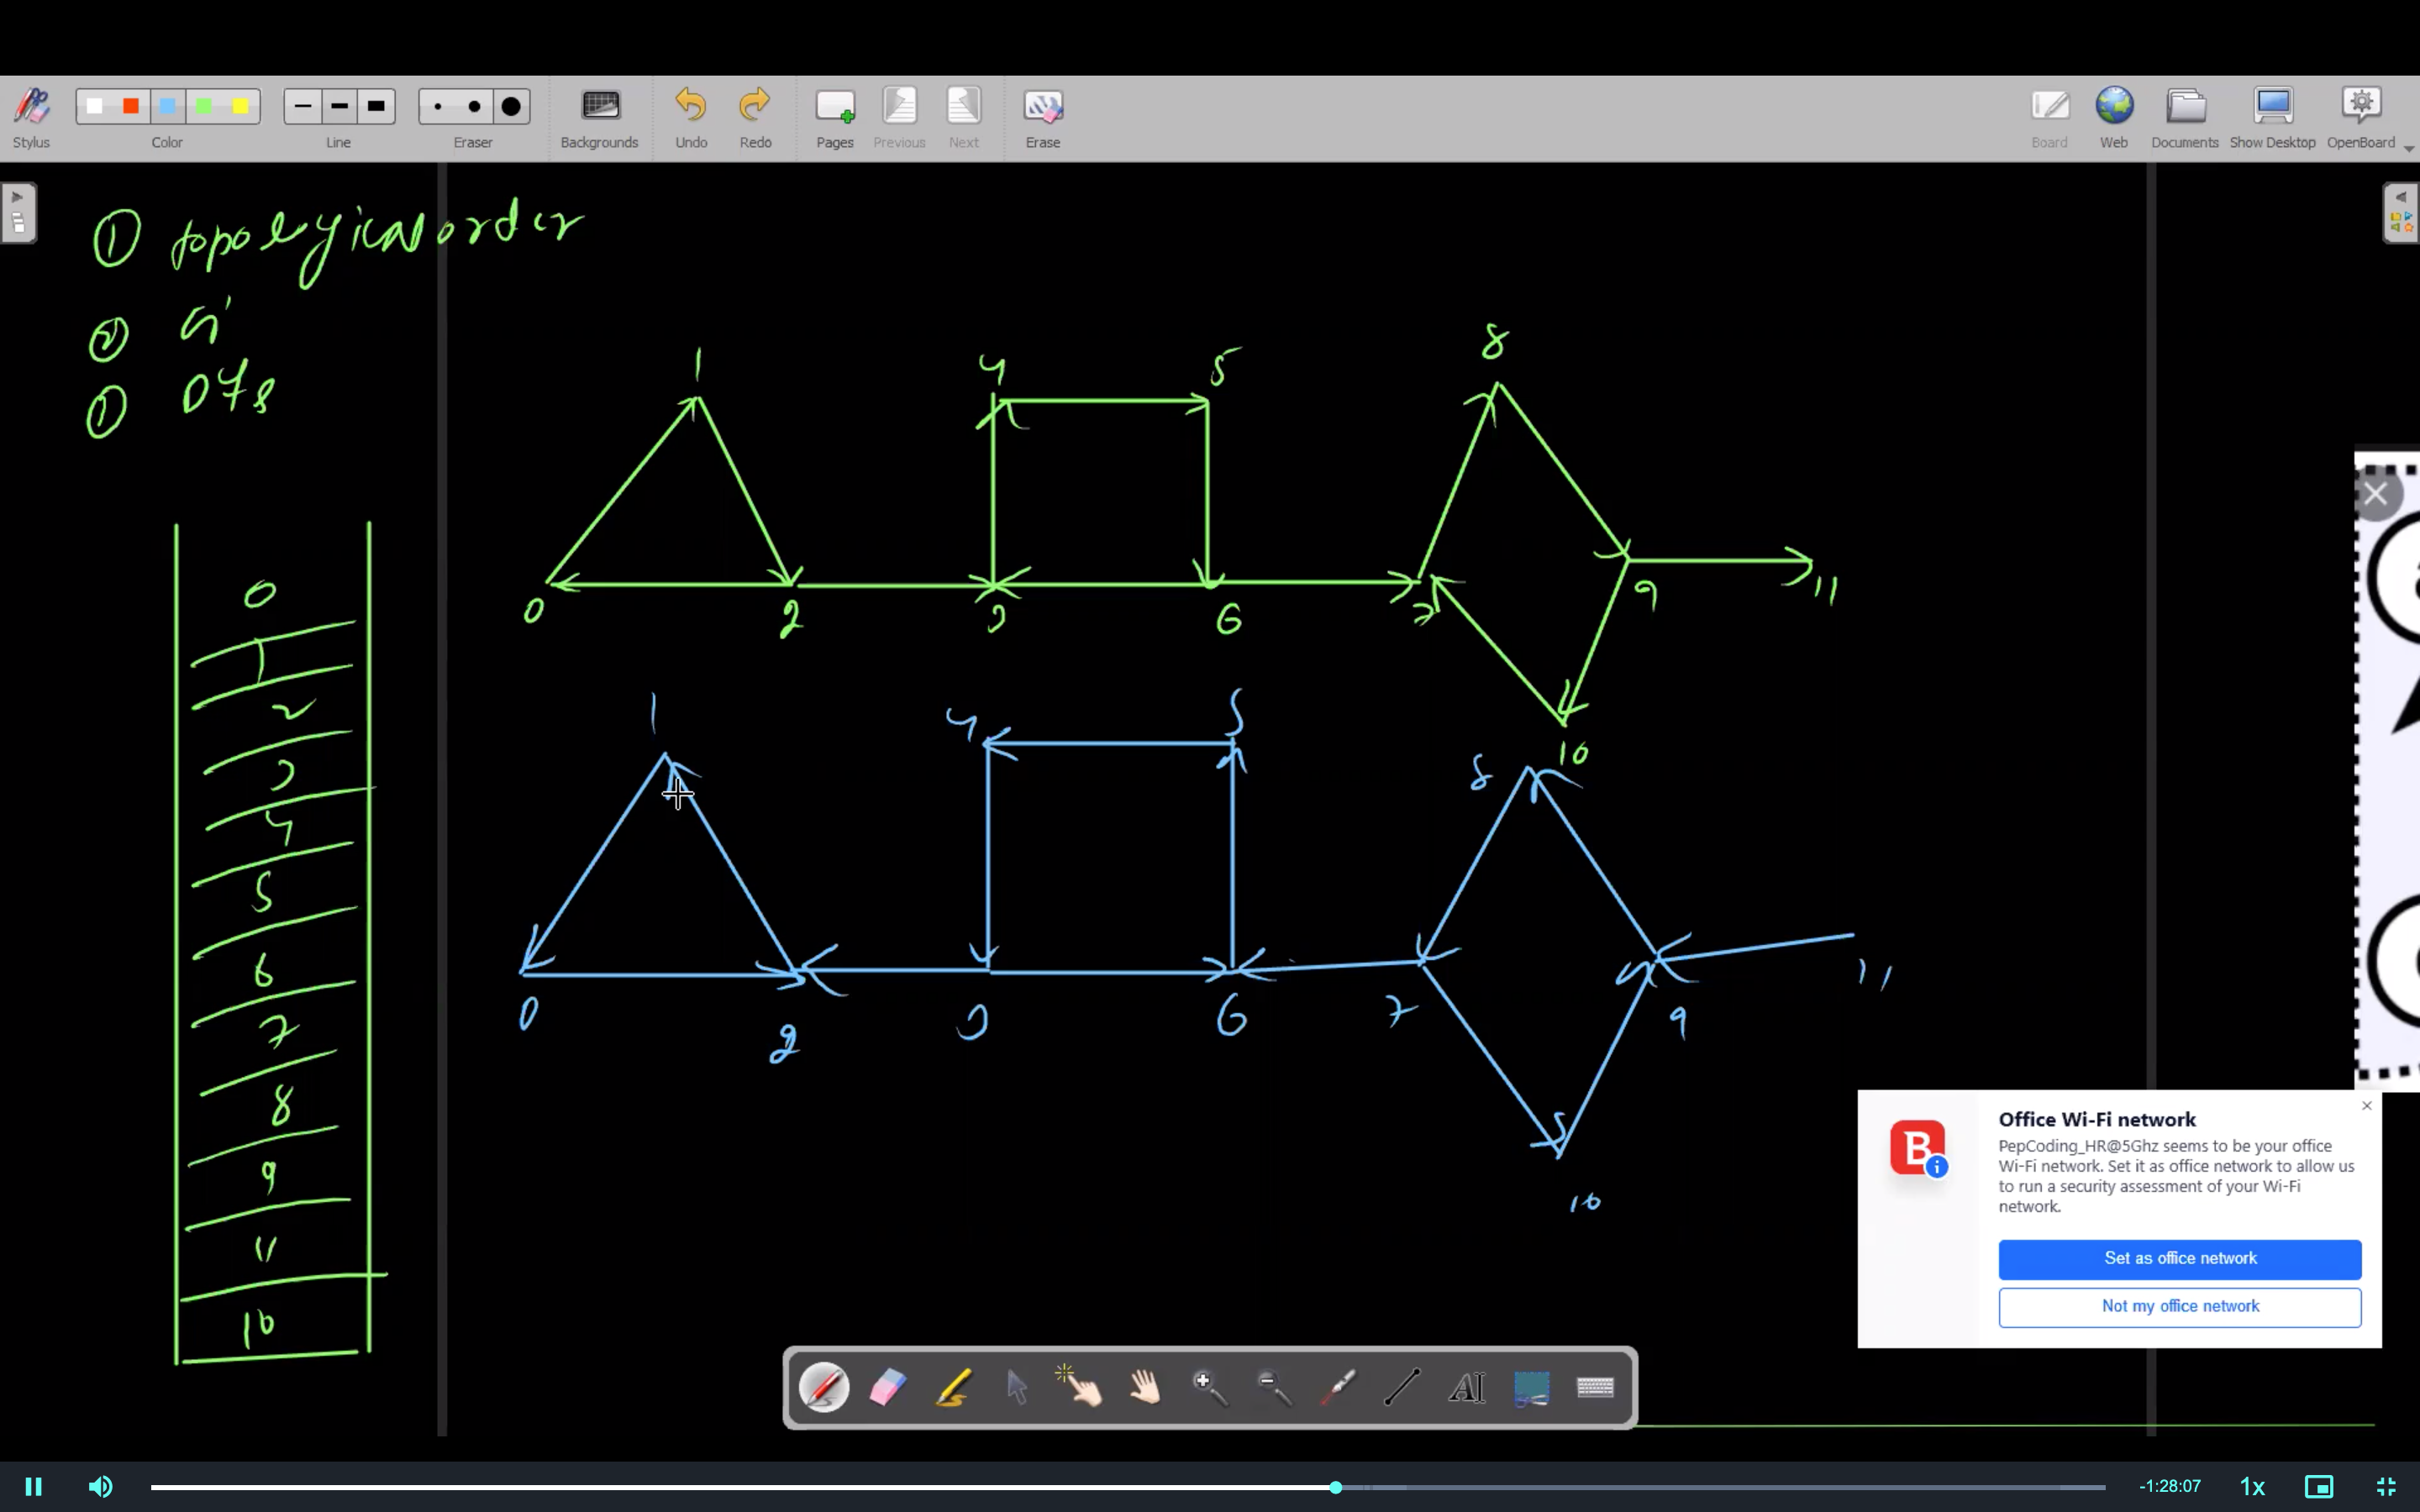 Stylus
Color
Line
Eraser
Backgrounds
Undo
Redo
Pages
Previous
Next
Erase
Board
Web
Documents
Show Desktop
OpenBoard
① topological order
② G'
① DFS
0
1
2
3
4
5
6
7
8
9
11
10
1
4
5
8
0
2
3
6
7
9
11
10
1
4
5
8
0
2
3
6
7
9
11
10
Office Wi-Fi network
PepCoding_HR@5Ghz seems to be your office
Wi-Fi network. Set it as office network to allow us
to run a security assessment of your Wi-Fi
network.
Set as office network
Not my office network
B
AI
-1:28:07
1x